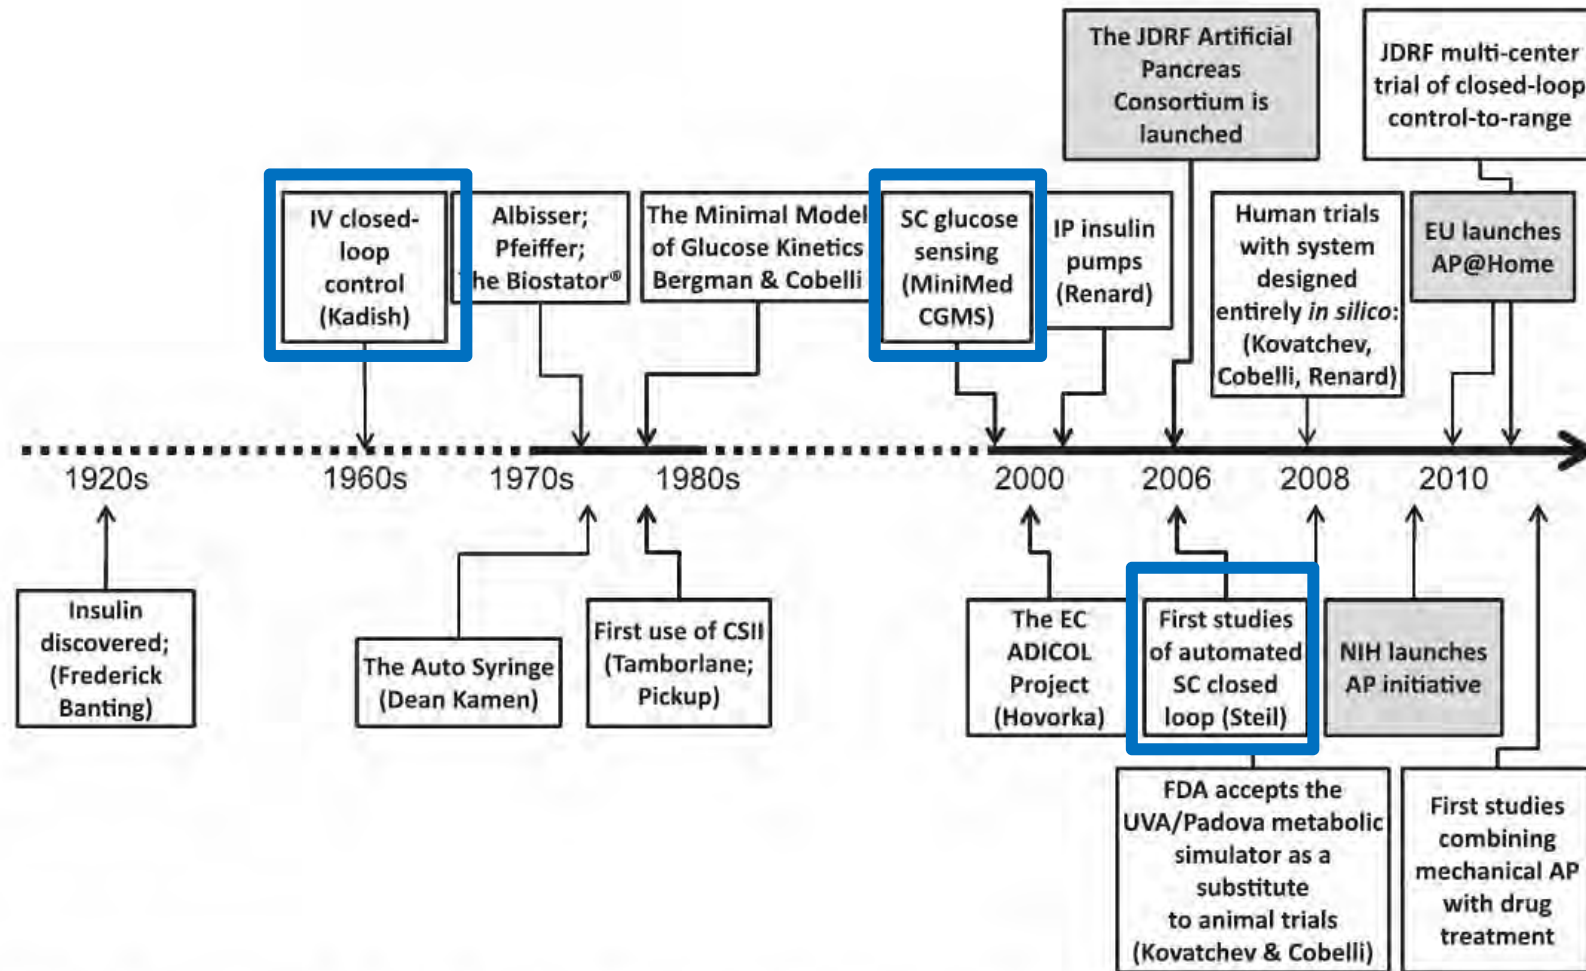 The JDRF Artificial
Pancreas
Consortium is
launched
JDRF multi-center
trial of closed-loop
control-to-range
IV closed-
loop
control
(Kadish)
Albisser;
Pfeiffer;
he Biostator®
The Minimal Model
of Glucose Kinetics
Bergman & Cobelli
SC glucose
sensing
(MiniMed
CGMS)
IP insulin
pumps
(Renard)
Human trials
with system
designed
entirely in silico:
(Kovatchev,
Cobelli, Renard)
EU launches
AP@Home
1920s
1960s
1970s
1980s
2000
2006
2008
2010
Insulin
discovered;
(Frederick
Banting)
The Auto Syringe
(Dean Kamen)
First use of CSII
(Tamborlane;
Pickup)
The EC
ADICOL
Project
(Hovorka)
First studies
of automated
SC closed
loop (Steil)
NIH launches
AP initiative
FDA accepts the
UVA/Padova metabolic
simulator as a
substitute
to animal trials
(Kovatchev & Cobelli)
First studies
combining
mechanical AP
with drug
treatment